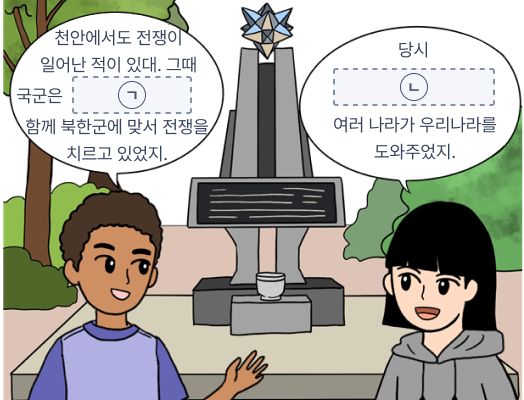 천안에서도 전쟁이
일어난 적이 있대. 그때
국군은 ㄱ
함께 북한군에 맞서 전쟁을
치르고 있었지.
당시
ㄴ
여러 나라가 우리나라를
도와주었지.